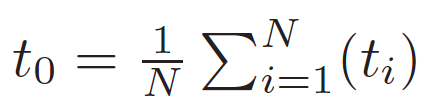 t_0 = \frac{1}{N} \sum_{i=1}^{N} (t_i)